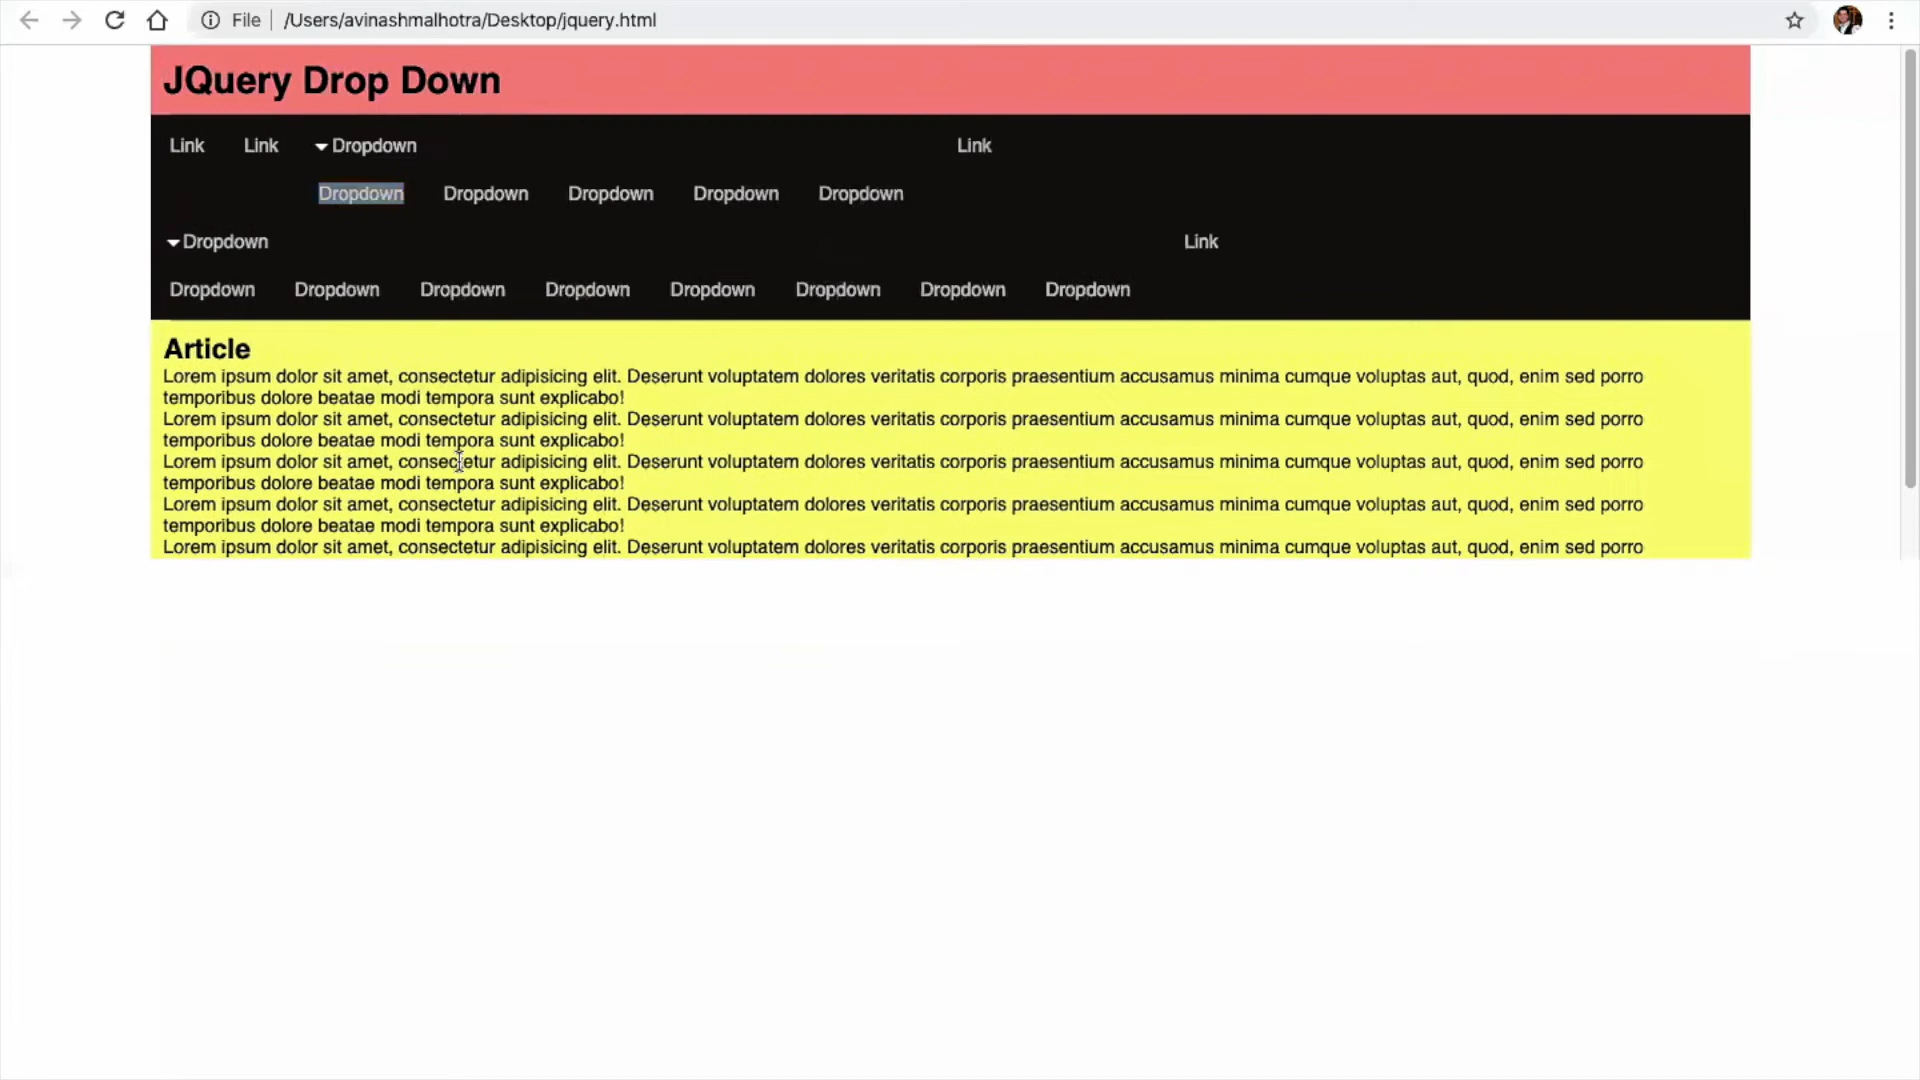 File /Users/avinashmalhotra/Desktop/jquery.html
JQuery Drop Down
Link Link Dropdown Link
Dropdown Dropdown Dropdown Dropdown Dropdown
Dropdown Link
Dropdown Dropdown Dropdown Dropdown Dropdown Dropdown Dropdown Dropdown
Article
Lorem ipsum dolor sit amet, consectetur adipisicing elit. Deserunt voluptatem dolores veritatis corporis praesentium accusamus minima cumque voluptas aut, quod, enim sed porro
temporibus dolore beatae modi tempora sunt explicabo!
Lorem ipsum dolor sit amet, consectetur adipisicing elit. Deserunt voluptatem dolores veritatis corporis praesentium accusamus minima cumque voluptas aut, quod, enim sed porro
temporibus dolore beatae modi tempora sunt explicabo!
Lorem ipsum dolor sit amet, consectetur adipisicing elit. Deserunt voluptatem dolores veritatis corporis praesentium accusamus minima cumque voluptas aut, quod, enim sed porro
temporibus dolore beatae modi tempora sunt explicabo!
Lorem ipsum dolor sit amet, consectetur adipisicing elit. Deserunt voluptatem dolores veritatis corporis praesentium accusamus minima cumque voluptas aut, quod, enim sed porro
temporibus dolore beatae modi tempora sunt explicabo!
Lorem ipsum dolor sit amet, consectetur adipisicing elit. Deserunt voluptatem dolores veritatis corporis praesentium accusamus minima cumque voluptas aut, quod, enim sed porro